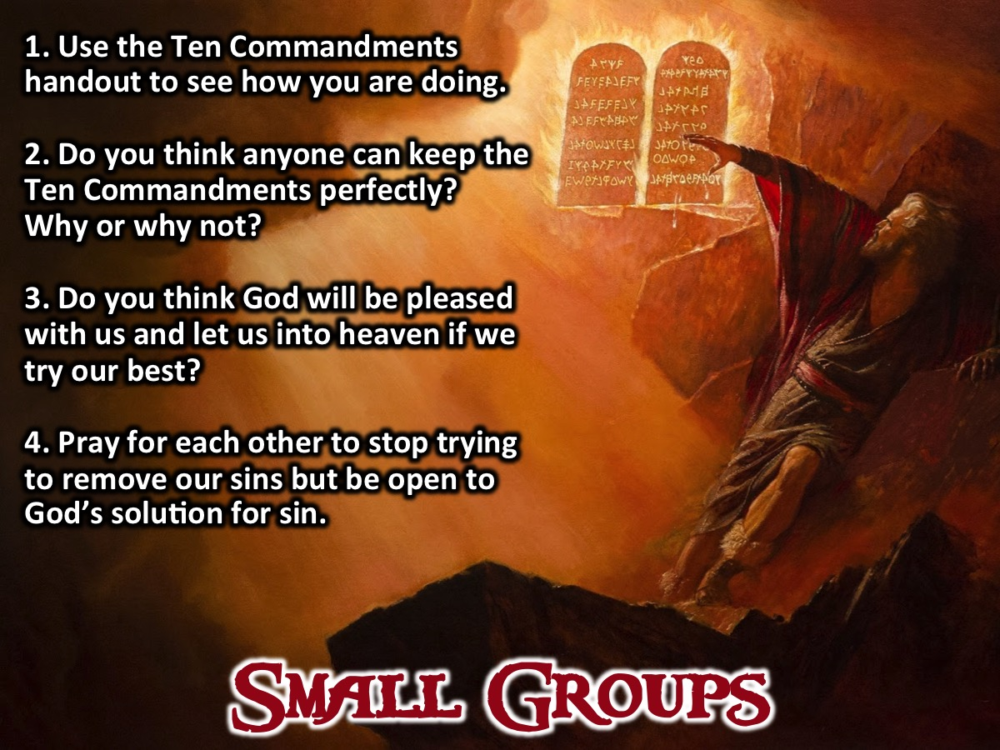 1. Use the Ten Commandments
handout to see how you are doing.
2. Do you think anyone can keep the
Ten Commandments perfectly?
Why or why not?
3. Do you think God will be pleased
with us and let us into heaven if we
try our best?
4. Pray for each other to stop trying
to remove our sins but be open to
God’s solution for sin.
Small Groups